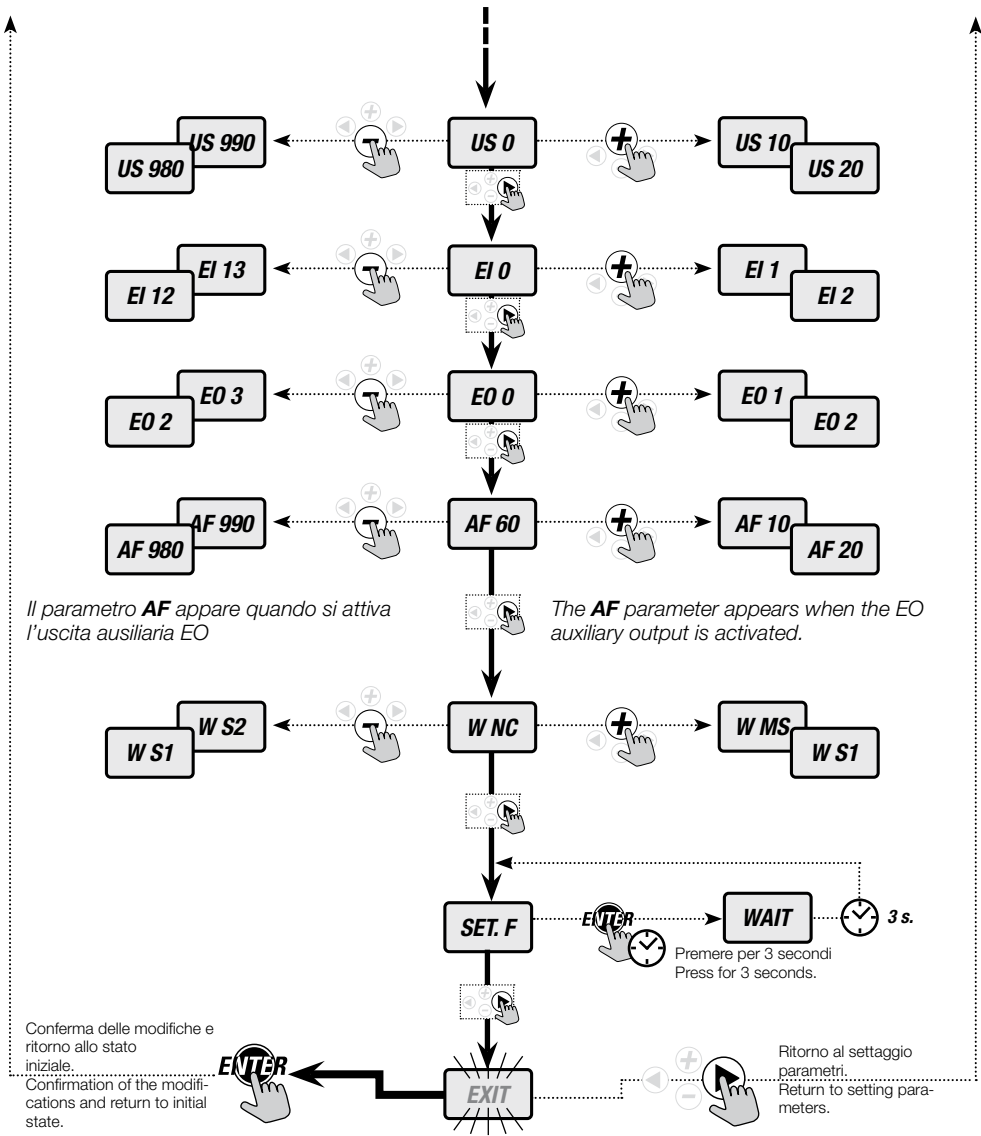 US 990
US 980
US 0
US 10
US 20
EI 13
EI 12
EI 0
EI 1
EI 2
EO 3
EO 2
EO 0
EO 1
EO 2
AF 990
AF 980
AF 60
AF 10
AF 20
Il parametro AF appare quando si attiva
l'uscita ausiliaria EO
The AF parameter appears when the EO
auxiliary output is activated.
W S2
W S1
W NC
W MS
W S1
SET. F
ENTER
WAIT
3 s.
Premere per 3 secondi
Press for 3 seconds.
Conferma delle modifiche e
ritorno allo stato
iniziale.
Confirmation of the modifi-
cations and return to initial
state.
ENTER
EXIT
Ritorno al settaggio
parametri.
Return to setting para-
meters.